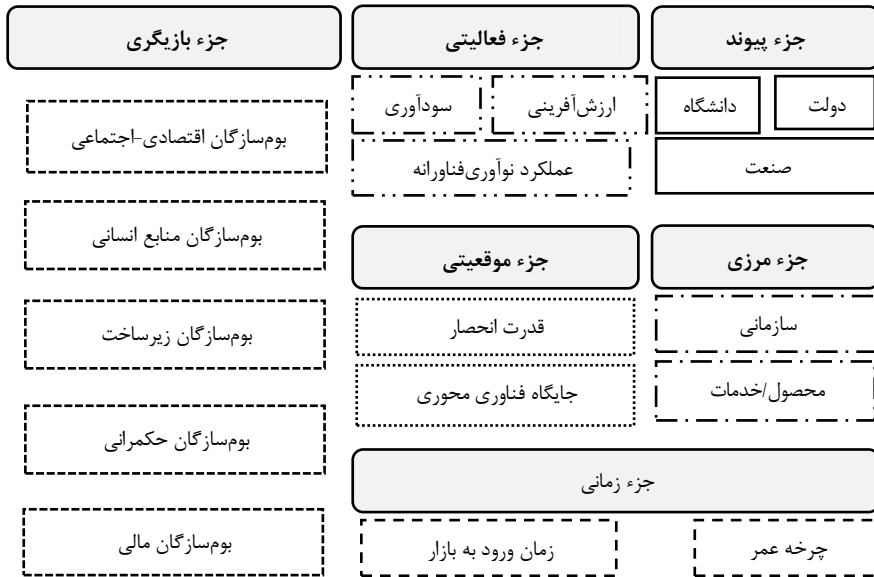 جزء پیوند
دولت
دانشگاه
صنعت
جزء فعالیتی
ارزش‌آفرینی
سودآوری
عملکرد نوآوری‌فناورانه
جزء بازیگری
بوم‌سازگان اقتصادی-اجتماعی
بوم‌سازگان منابع انسانی
بوم‌سازگان زیرساخت
بوم‌سازگان حکمرانی
بوم‌سازگان مالی
جزء مرزی
سازمانی
محصول/خدمات
جزء موقعیتی
قدرت انحصار
جایگاه فناوری محوری
جزء زمانی
چرخه عمر
زمان ورود به بازار